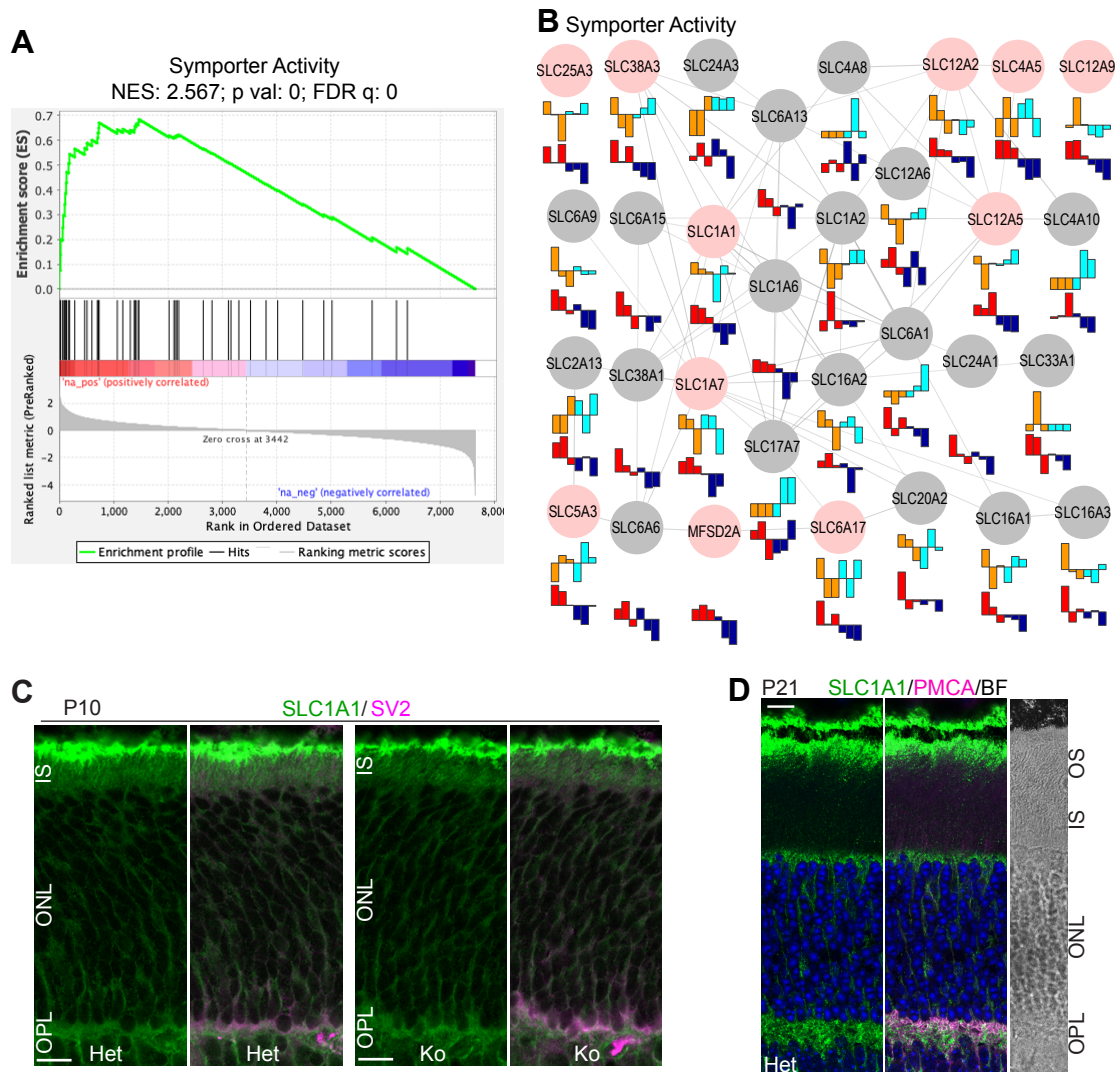 A
Symporter Activity
NES: 2.567; p val: 0; FDR q: 0
Enrichment score (ES)
0.7
0.6
0.5
0.4
0.3
0.2
0.1
0.0
'na_pos' (positively correlated)
Ranked list metric (PreRanked)
2
0
-2
-4
Zero cross at 3442
'na_neg' (negatively correlated)
0 1,000 2,000 3,000 4,000 5,000 6,000 7,000 8,000
Rank in Ordered Dataset
Enrichment profile Hits Ranking metric scores
B
Symporter Activity
SLC25A3 SLC38A3 SLC24A3 SLC4A8 SLC12A2 SLC4A5 SLC12A9
SLC6A13
SLC12A6
SLC6A9 SLC6A15 SLC1A1 SLC1A2 SLC12A5 SLC4A10
SLC1A6
SLC6A1
SLC2A13 SLC38A1 SLC1A7 SLC16A2 SLC24A1 SLC33A1
SLC17A7
SLC5A3 SLC6A6 MFSD2A SLC6A17 SLC20A2 SLC16A1 SLC16A3
C
P10 SLC1A1/SV2
IS
ONL
OPL
Het
Het
IS
ONL
OPL
Ko
Ko
D
P21 SLC1A1/PMCA/BF
Het
OS
IS
ONL
OPL